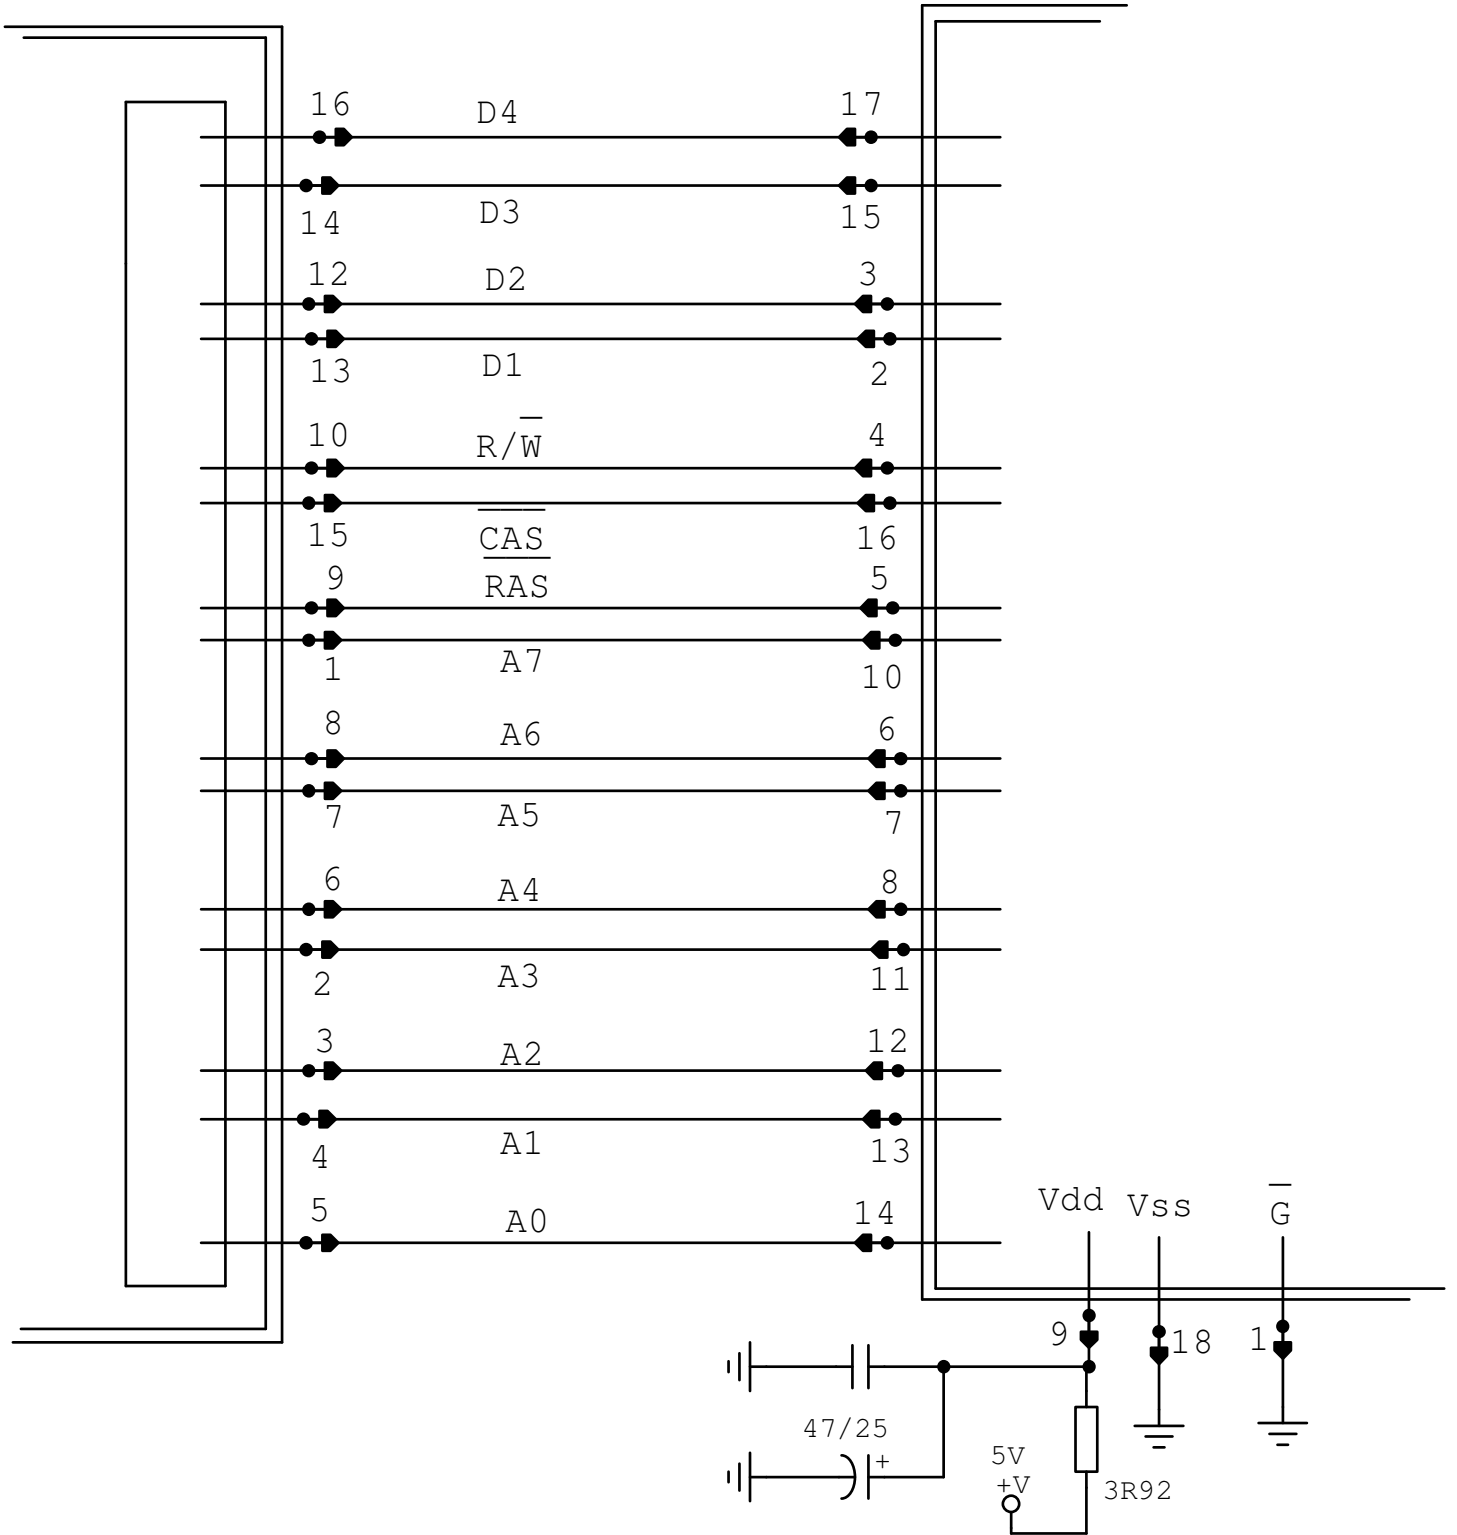 16 D4 17
14 D3 15
12 D2 3
13 D1 2
10 R/W̅ 4
15 C̅A̅S̅ 16
9 R̅A̅S̅ 5
1 A7 10
8 A6 6
7 A5 7
6 A4 8
2 A3 11
3 A2 12
4 A1 13
5 A0 14
Vdd Vss G̅
9 18 1
47/25
+
5V
+V
3R92